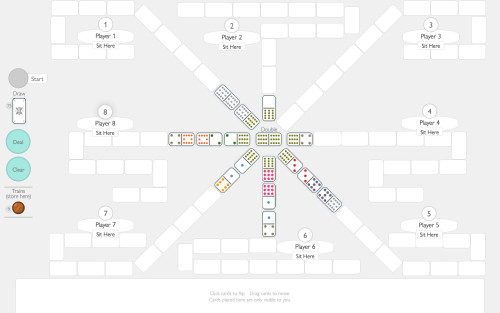 1
Player 1
Sit Here
2
Player 2
Sit Here
3
Player 3
Sit Here
Start
Draw
Deal
Clear
Trains
(store here)
8
Player 8
Sit Here
Double
4
Player 4
Sit Here
7
Player 7
Sit Here
6
Player 6
Sit Here
5
Player 5
Sit Here
Click cards to flip. Drag cards to move.
Cards placed here are only visible to you.